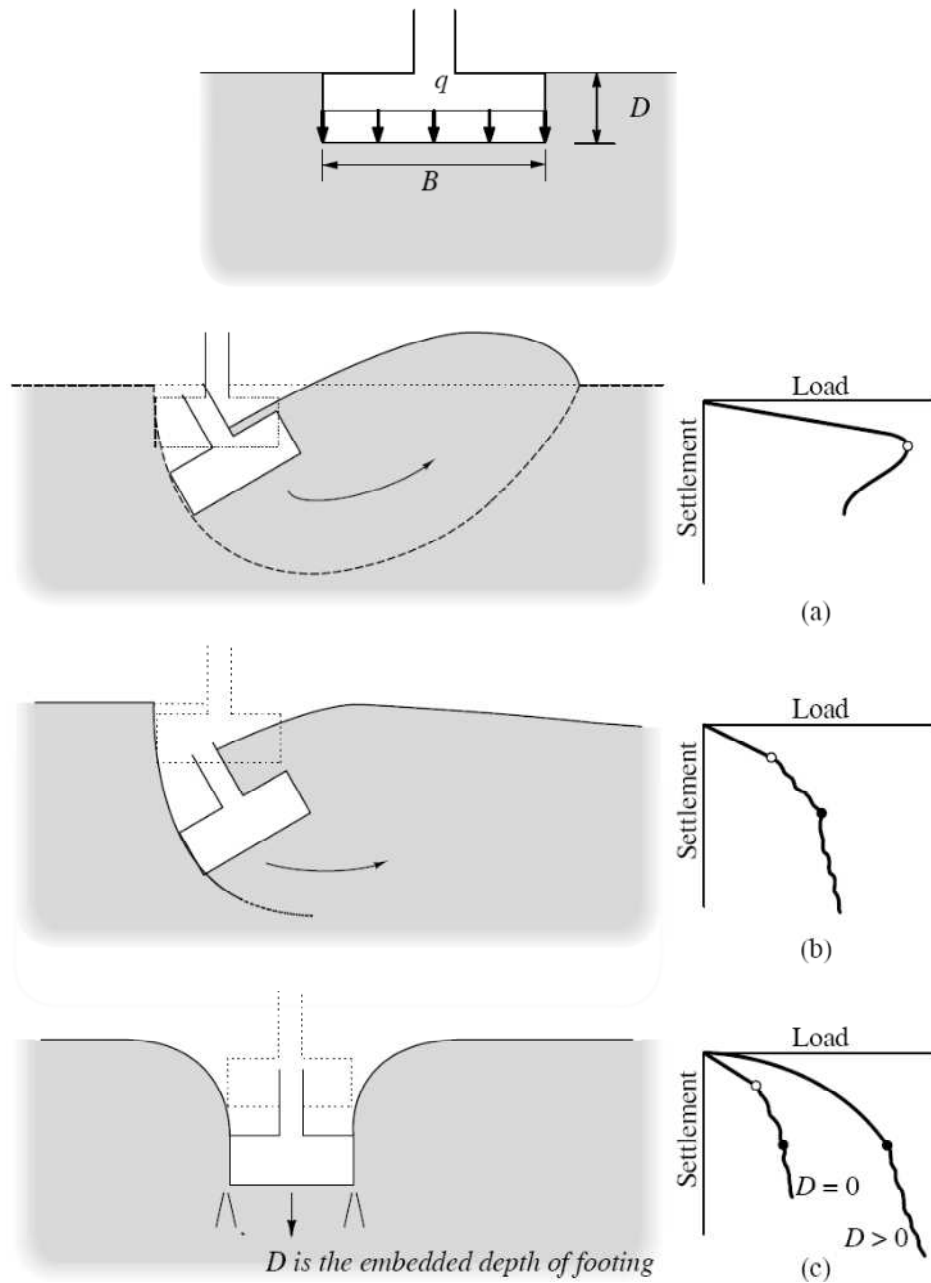 q
D
B
Load
Settlement
(a)
Load
Settlement
(b)
Load
Settlement
D = 0
D > 0
D is the embedded depth of footing
(c)